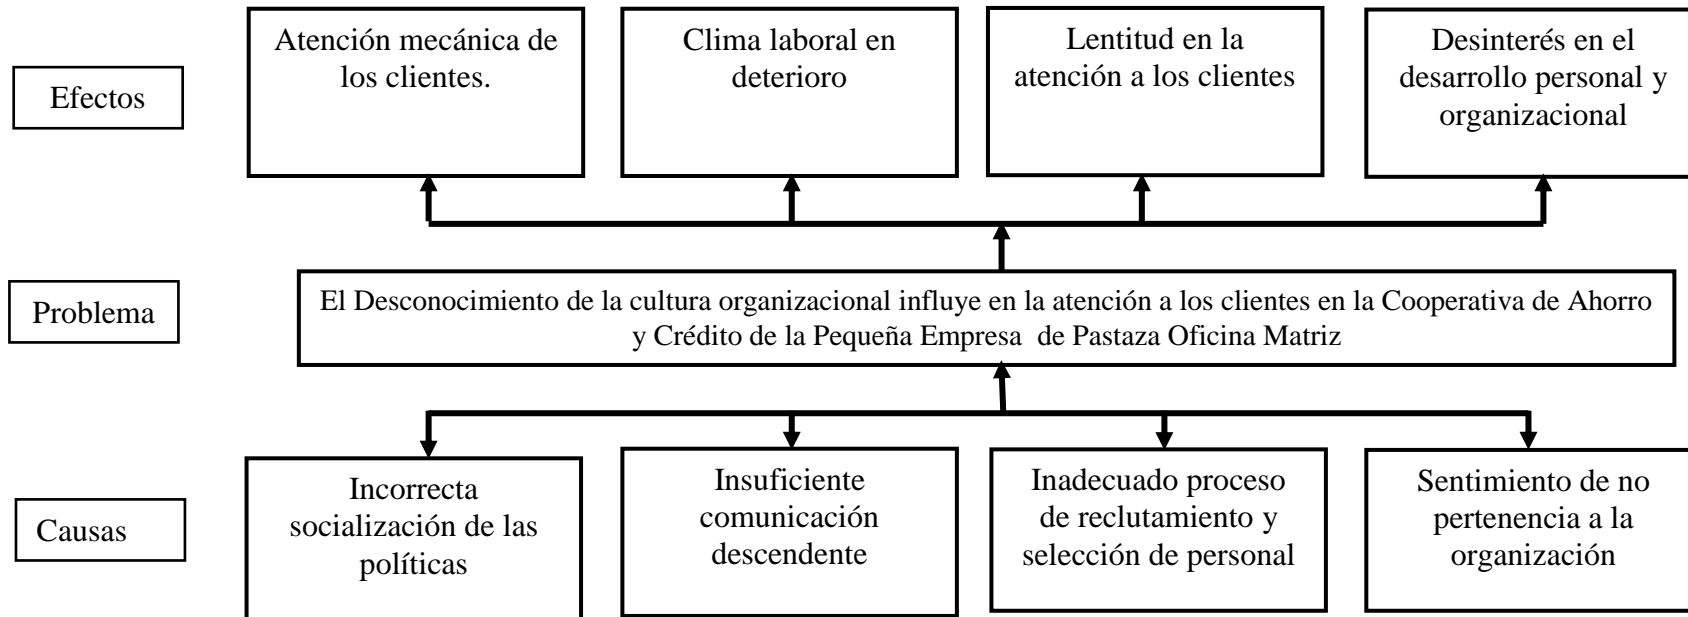 Efectos
Atención mecánica de
los clientes.
Clima laboral en
deterioro
Lentitud en la
atención a los clientes
Desinterés en el
desarrollo personal y
organizacional
Problema
El Desconocimiento de la cultura organizacional influye en la atención a los clientes en la Cooperativa de Ahorro
y Crédito de la Pequeña Empresa de Pastaza Oficina Matriz
Causas
Incorrecta
socialización de las
políticas
Insuficiente
comunicación
descendente
Inadecuado proceso
de reclutamiento y
selección de personal
Sentimiento de no
pertenencia a la
organización